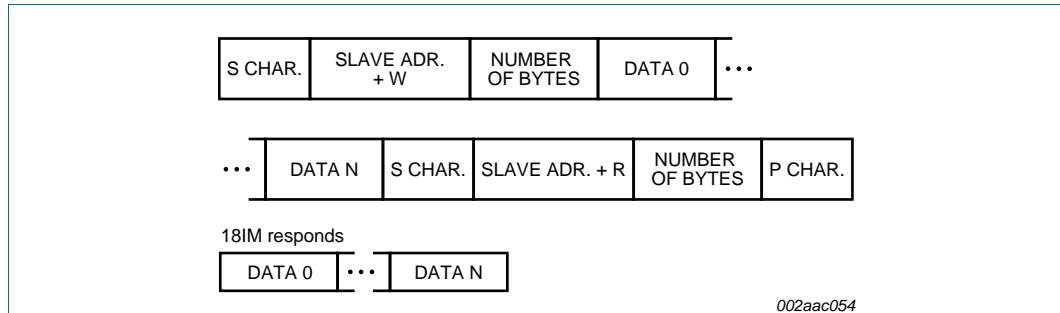 S CHAR. SLAVE ADR. + W NUMBER OF BYTES DATA 0 •••
••• DATA N S CHAR. SLAVE ADR. + R NUMBER OF BYTES P CHAR.
18IM responds
DATA 0 ••• DATA N
002aac054